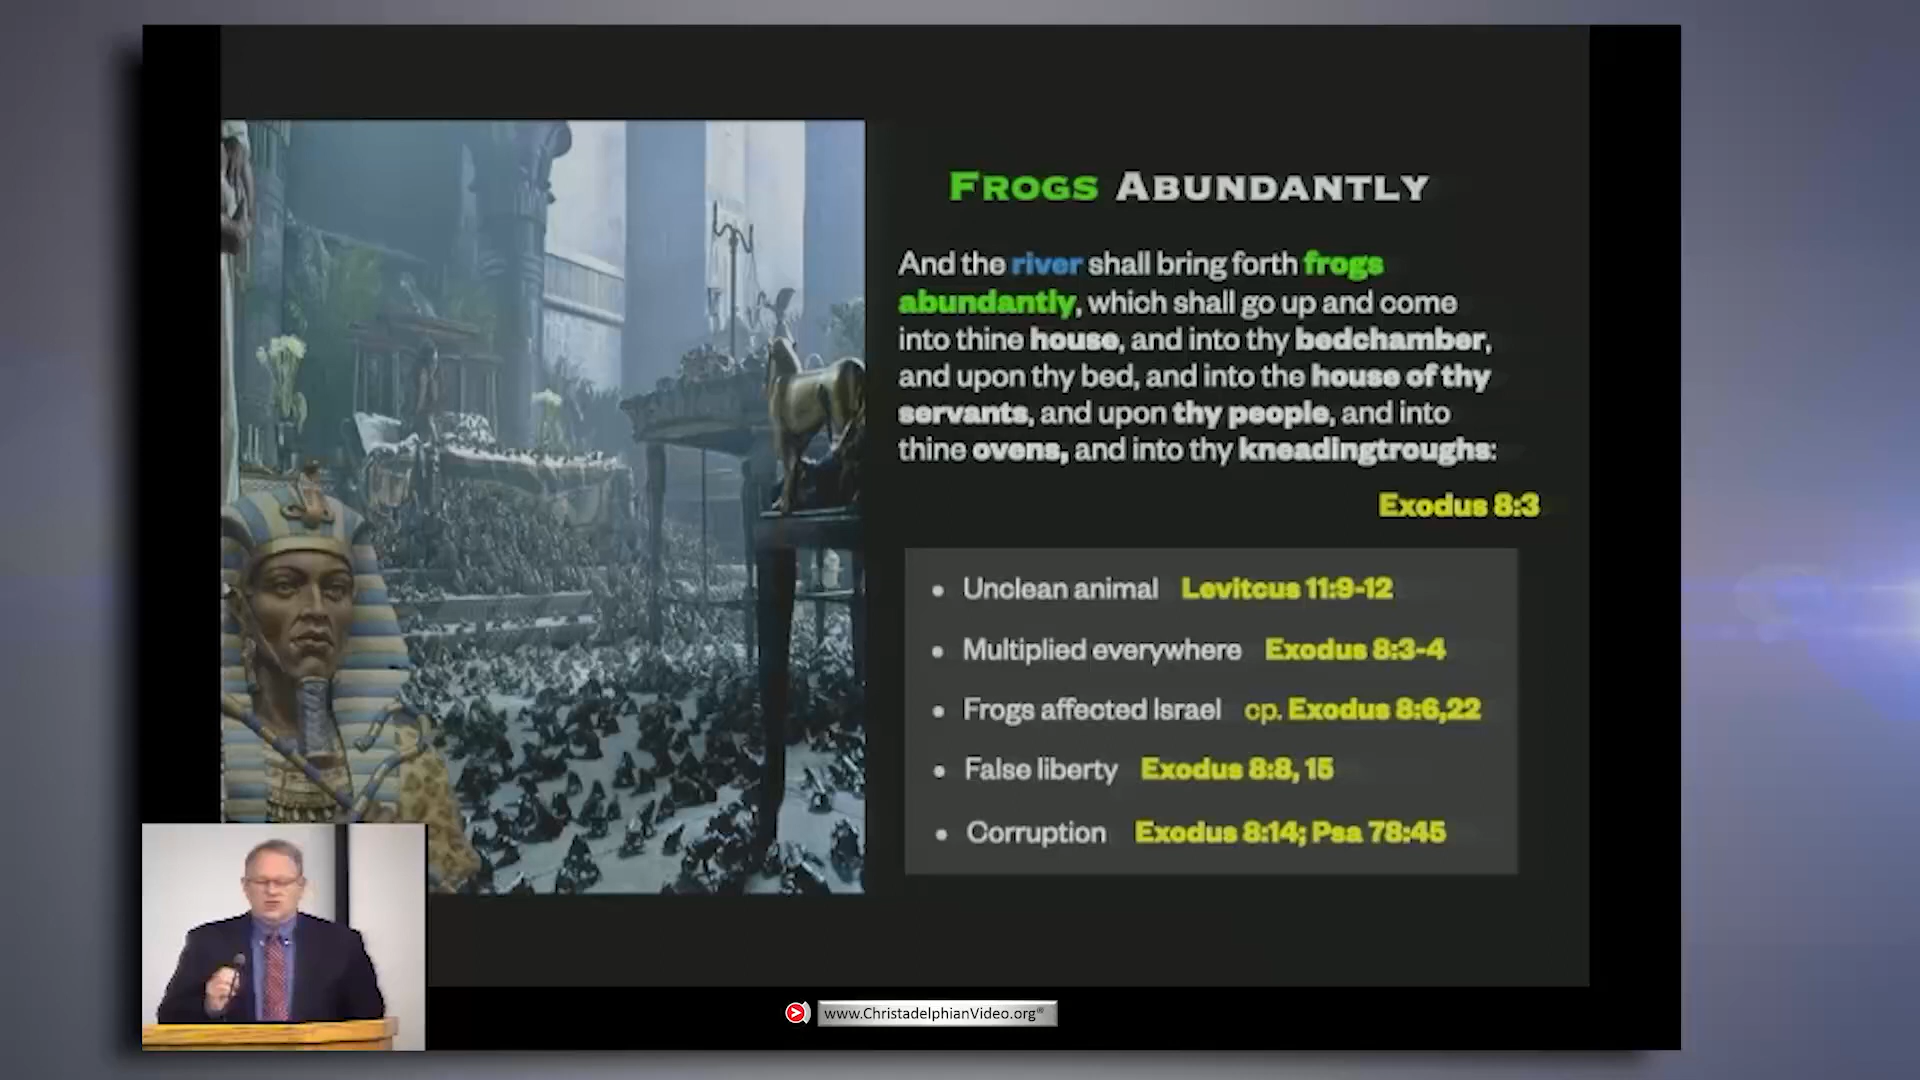 FROGS ABUNDANTLY
And the river shall bring forth frogs
abundantly, which shall go up and come
into thine house, and into thy bedchamber,
and upon thy bed, and into the house of thy
servants, and upon thy people, and into
thine ovens, and into thy kneadingtroughs:
Exodus 8:3
• Unclean animal Levitcus 11:9-12
• Multiplied everywhere Exodus 8:3-4
• Frogs affected Israel cp. Exodus 8:6,22
• False liberty Exodus 8:8, 15
• Corruption Exodus 8:14; Psa 78:45
www.ChristadelphianVideo.org®